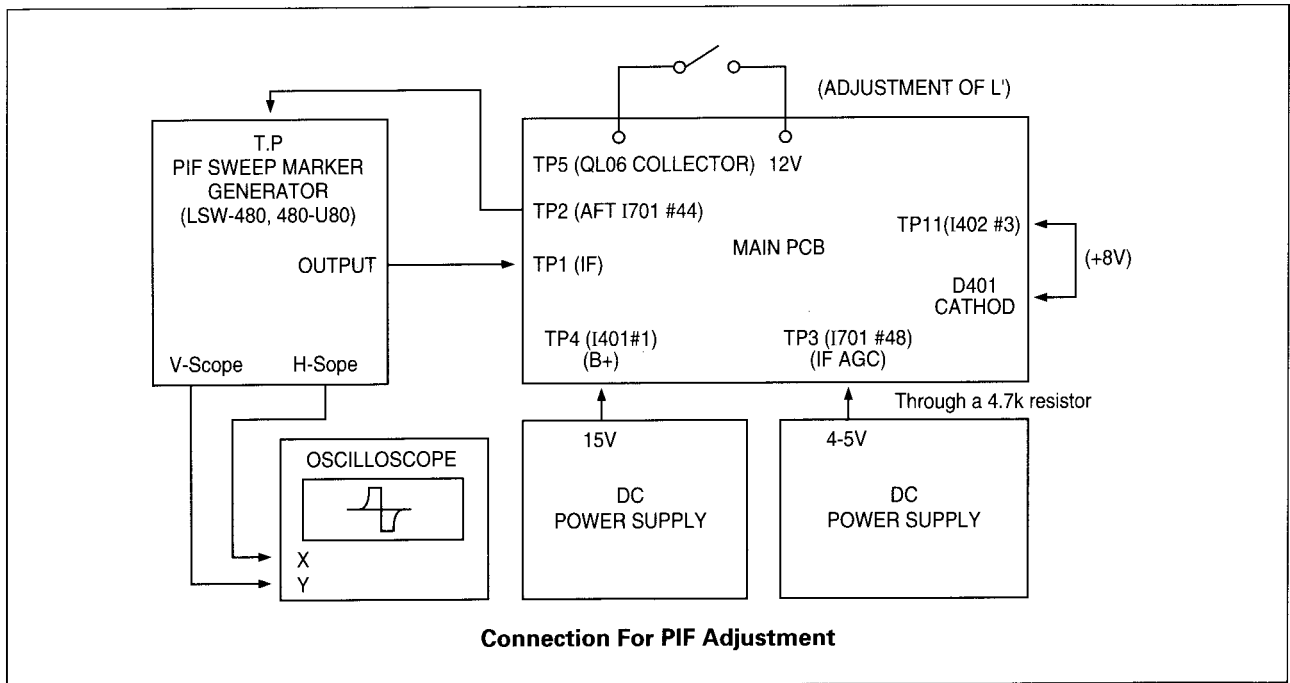 (ADJUSTMENT OF L')
T.P
PIF SWEEP MARKER
GENERATOR
(LSW-480, 480-U80)
OUTPUT
V-Scope H-Sope
TP5 (QL06 COLLECTOR) 12V
TP2 (AFT I701 #44)
TP11(I402 #3)
MAIN PCB
TP1 (IF)
(+8V)
D401
CATHOD
TP4 (I401#1)
(B+)
TP3 (I701 #48)
(IF AGC)
Through a 4.7k resistor
OSCILLOSCOPE
X
Y
15V
DC
POWER SUPPLY
4-5V
DC
POWER SUPPLY
Connection For PIF Adjustment